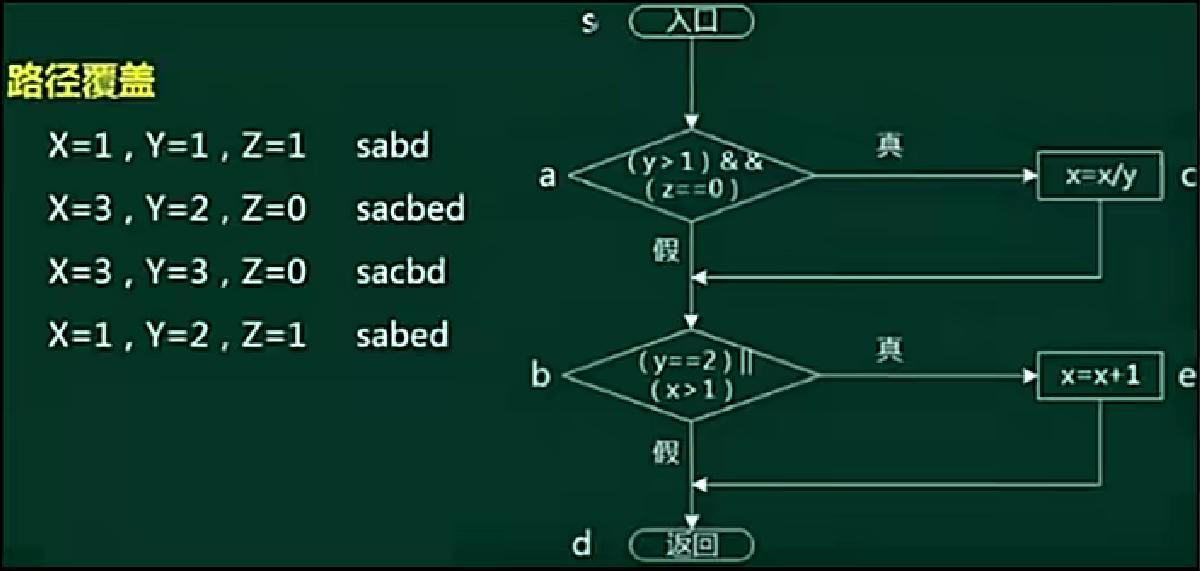 路径覆盖
X=1 , Y=1 , Z=1 sabd
X=3 , Y=2 , Z=0 sacbed
X=3 , Y=3 , Z=0 sacbd
X=1 , Y=2 , Z=1 sabed
s
入口
a
(y>1)&&
(z==0)
真
x=x/y
c
假
b
(y==2)||
(x>1)
真
x=x+1
e
假
d
返回